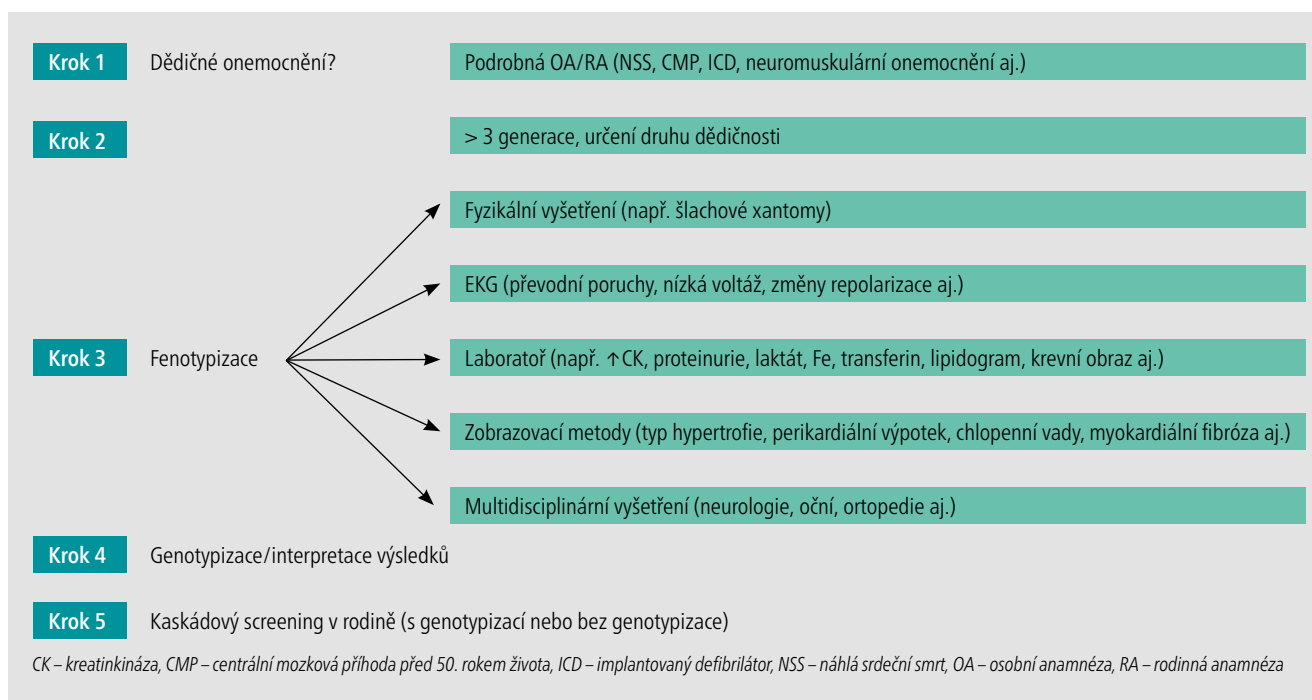 Krok 1 Dědičné onemocnění? Podrobná OA/RA (NSS, CMP, ICD, neuromuskulární onemocnění aj.)
Krok 2 > 3 generace, určení druhu dědičnosti
Fyzikální vyšetření (např. šlachové xantomy)
EKG (převodní poruchy, nízká voltáž, změny repolarizace aj.)
Krok 3 Fenotypizace Laboratoř (např. ↑CK, proteinurie, laktát, Fe, transferin, lipidogram, krevní obraz aj.)
Zobrazovací metody (typ hypertrofie, perikardiální výpotek, chlopenní vady, myokardiální fibróza aj.)
Multidisciplinární vyšetření (neurologie, oční, ortopedie aj.)
Krok 4 Genotypizace/interpretace výsledků
Krok 5 Kaskádový screening v rodině (s genotypizací nebo bez genotypizace)
CK – kreatinkináza, CMP – centrální mozková příhoda před 50. rokem života, ICD – implantovaný defibrilátor, NSS – náhlá srdeční smrt, OA – osobní anamnéza, RA – rodinná anamnéza